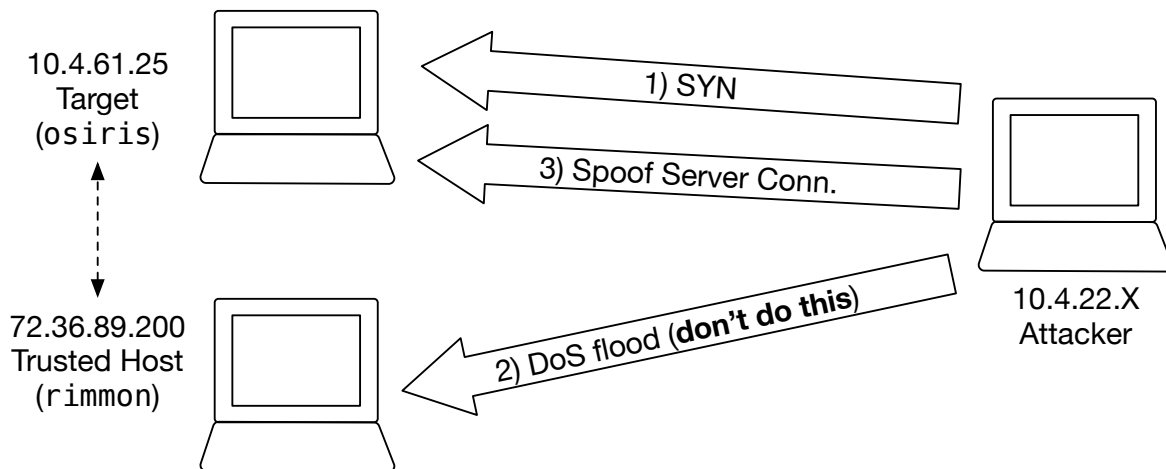 10.4.61.25
Target
(osiris)
1) SYN
3) Spoof Server Conn.
72.36.89.200
Trusted Host
(rimmon)
2) DoS flood (don't do this)
10.4.22.X
Attacker